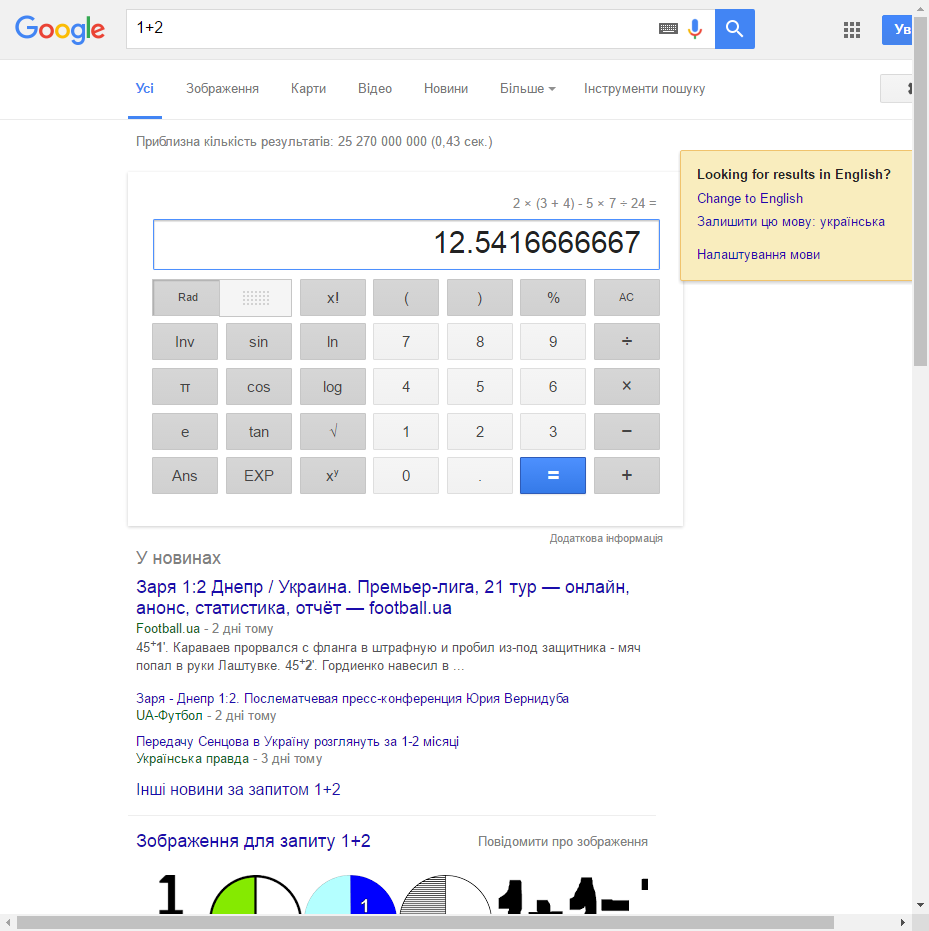 Google
1+2
Ув
Усі Зображення Карти Відео Новини Більше Інструменти пошуку
Приблизна кількість результатів: 25 270 000 000 (0,43 сек.)
Looking for results in English?
Change to English
Залишити цю мову: українська
Налаштування мови
2 × (3 + 4) - 5 × 7 ÷ 24 =
12.5416666667
Rad x! ( ) % AC
Inv sin ln 7 8 9 ÷
π cos log 4 5 6 ×
e tan √ 1 2 3 −
Ans EXP xʸ 0 . = +
Додаткова інформація
У новинах
Заря 1:2 Днепр / Украина. Премьер-лига, 21 тур — онлайн,
анонс, статистика, отчёт — football.ua
Football.ua - 2 дні тому
45⁺1'. Караваев прорвался с фланга в штрафную и пробил из-под защитника - мяч
попал в руки Лаштувке. 45⁺2'. Гордиенко навесил в ...
Заря - Днепр 1:2. Послематчевая пресс-конференция Юрия Вернидуба
UA-Футбол - 2 дні тому
Передачу Сенцова в Україну розглянуть за 1-2 місяці
Українська правда - 3 дні тому
Інші новини за запитом 1+2
Зображення для запиту 1+2
Повідомити про зображення
1
1